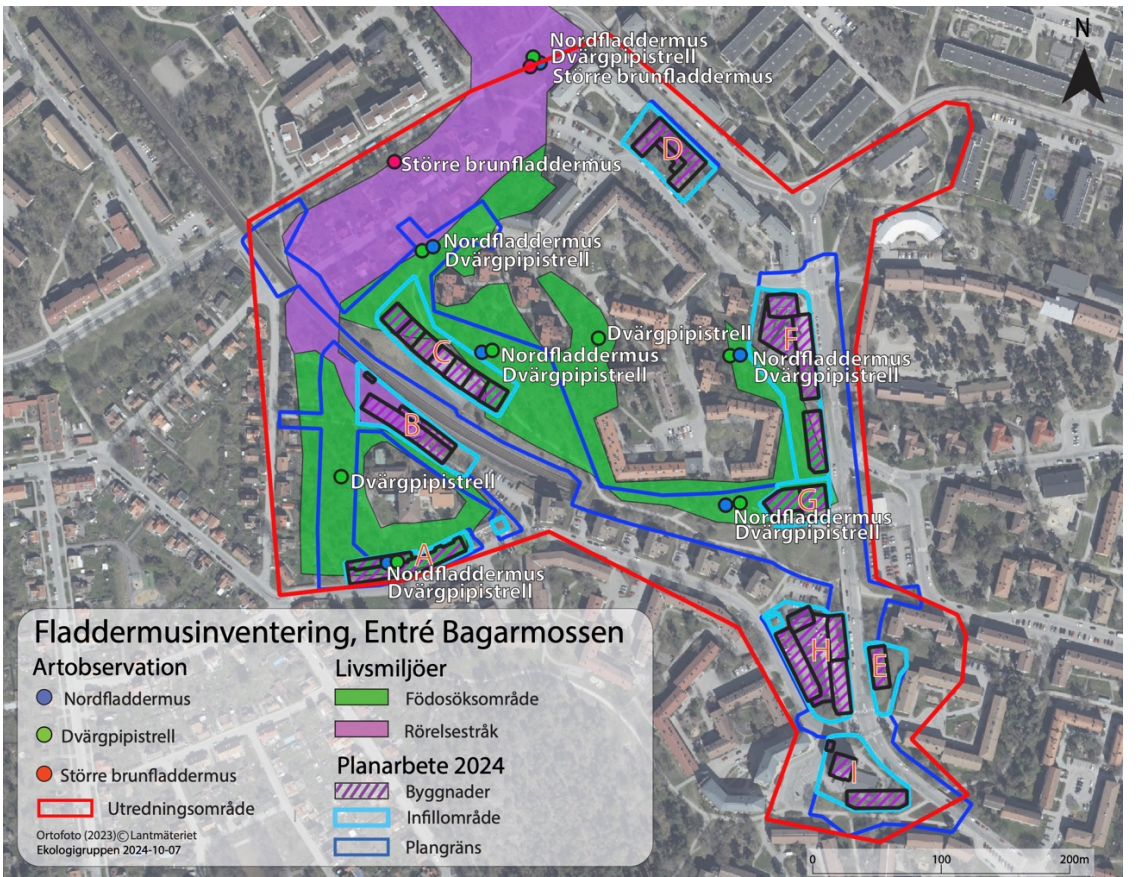 Nordfladdermus
Dvärgpipistrell
Större brunfladdermus
N
D
Större brunfladdermus
Nordfladdermus
Dvärgpipistrell
C
Nordfladdermus
Dvärgpipistrell
Dvärgpipistrell
F
Nordfladdermus
Dvärgpipistrell
B
Dvärgpipistrell
G
Nordfladdermus
Dvärgpipistrell
A
Nordfladdermus
Dvärgpipistrell
H
E
I
Fladdermusinventering, Entré Bagarmossen
Artobservation
Nordfladdermus
Dvärgpipistrell
Större brunfladdermus
Utredningsområde
Ortofoto (2023)©Lantmäteriet
Ekologigruppen 2024-10-07
Livsmiljöer
Födosöksområde
Rörelsestråk
Planarbete 2024
Byggnader
Infillområde
Plangräns
0 100 200m